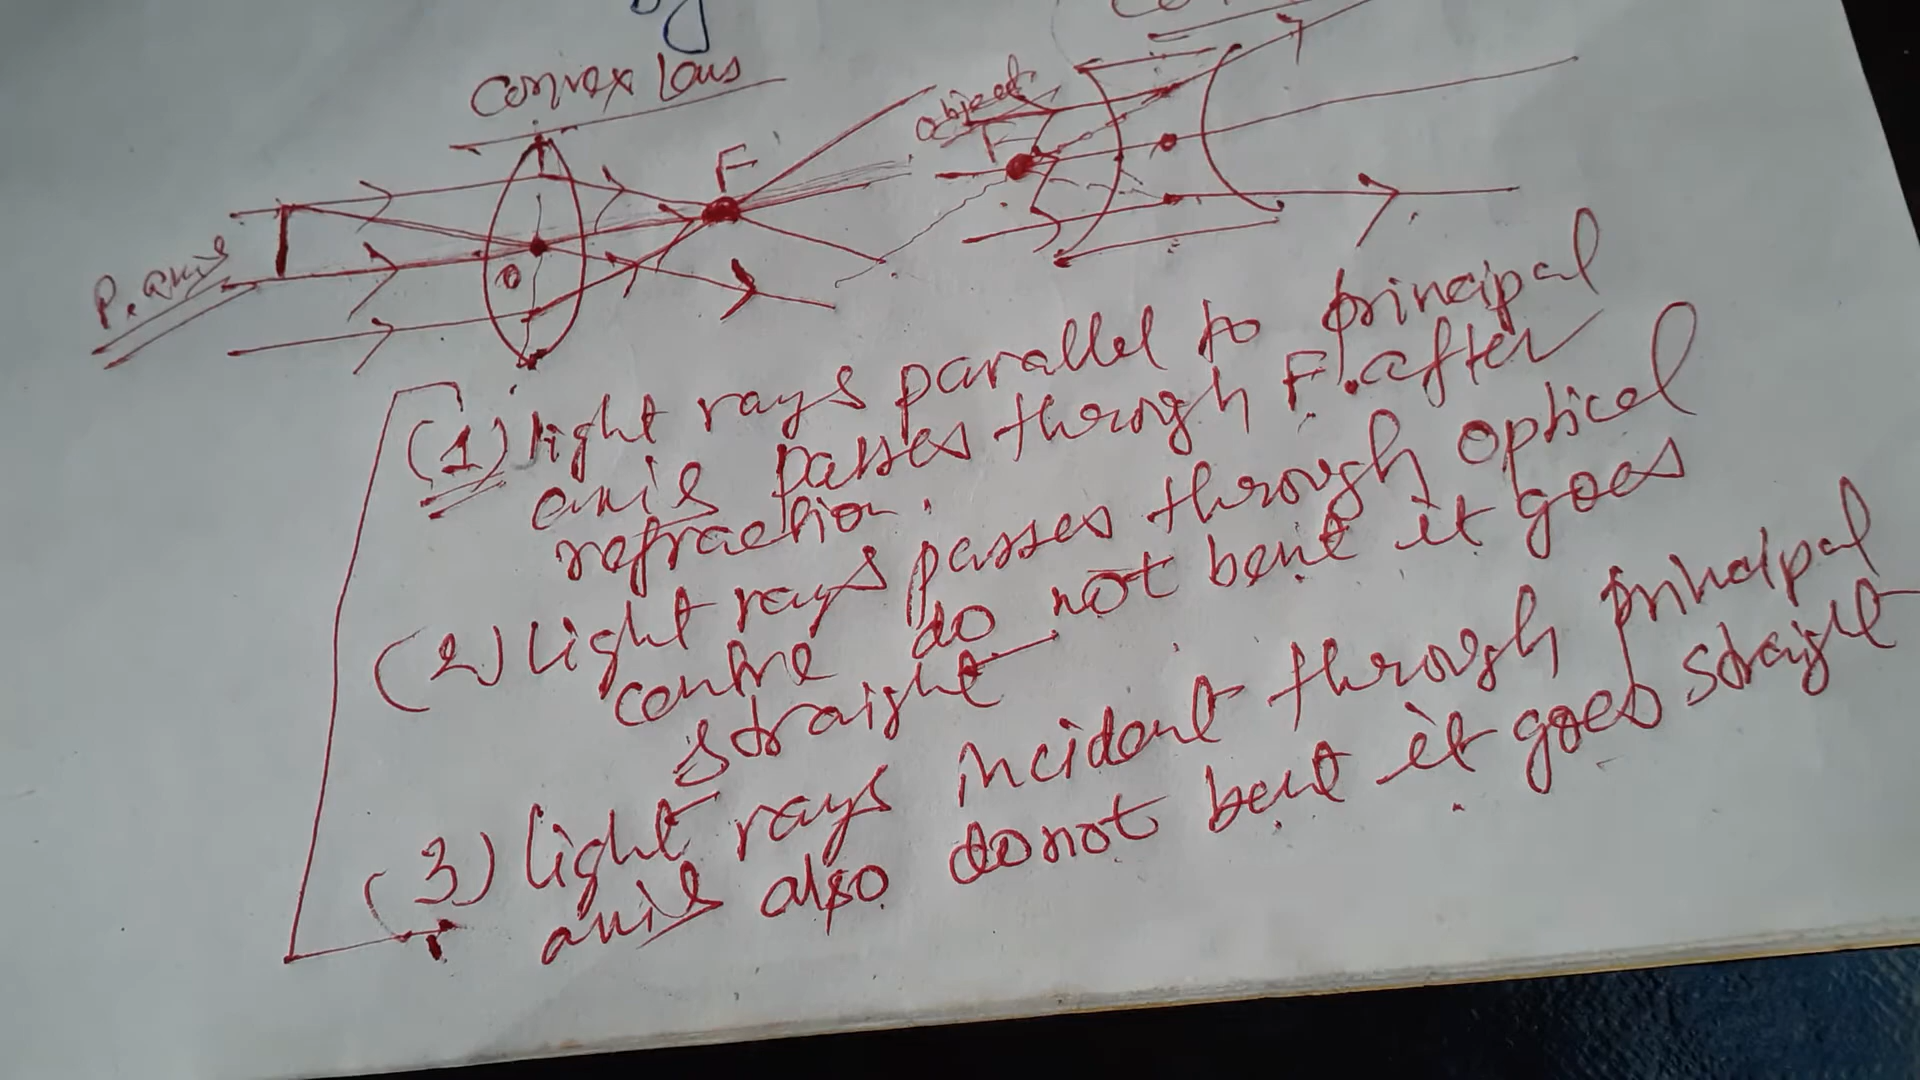 convex lens
object
F
F
P. axis
O
(1) light rays parallel to principal
axis passes through F. after
refraction.
(2) Light rays passes through optical
centre do not bent it goes
straight
(3) light rays incident through principal
axis also donot bent it goes straight